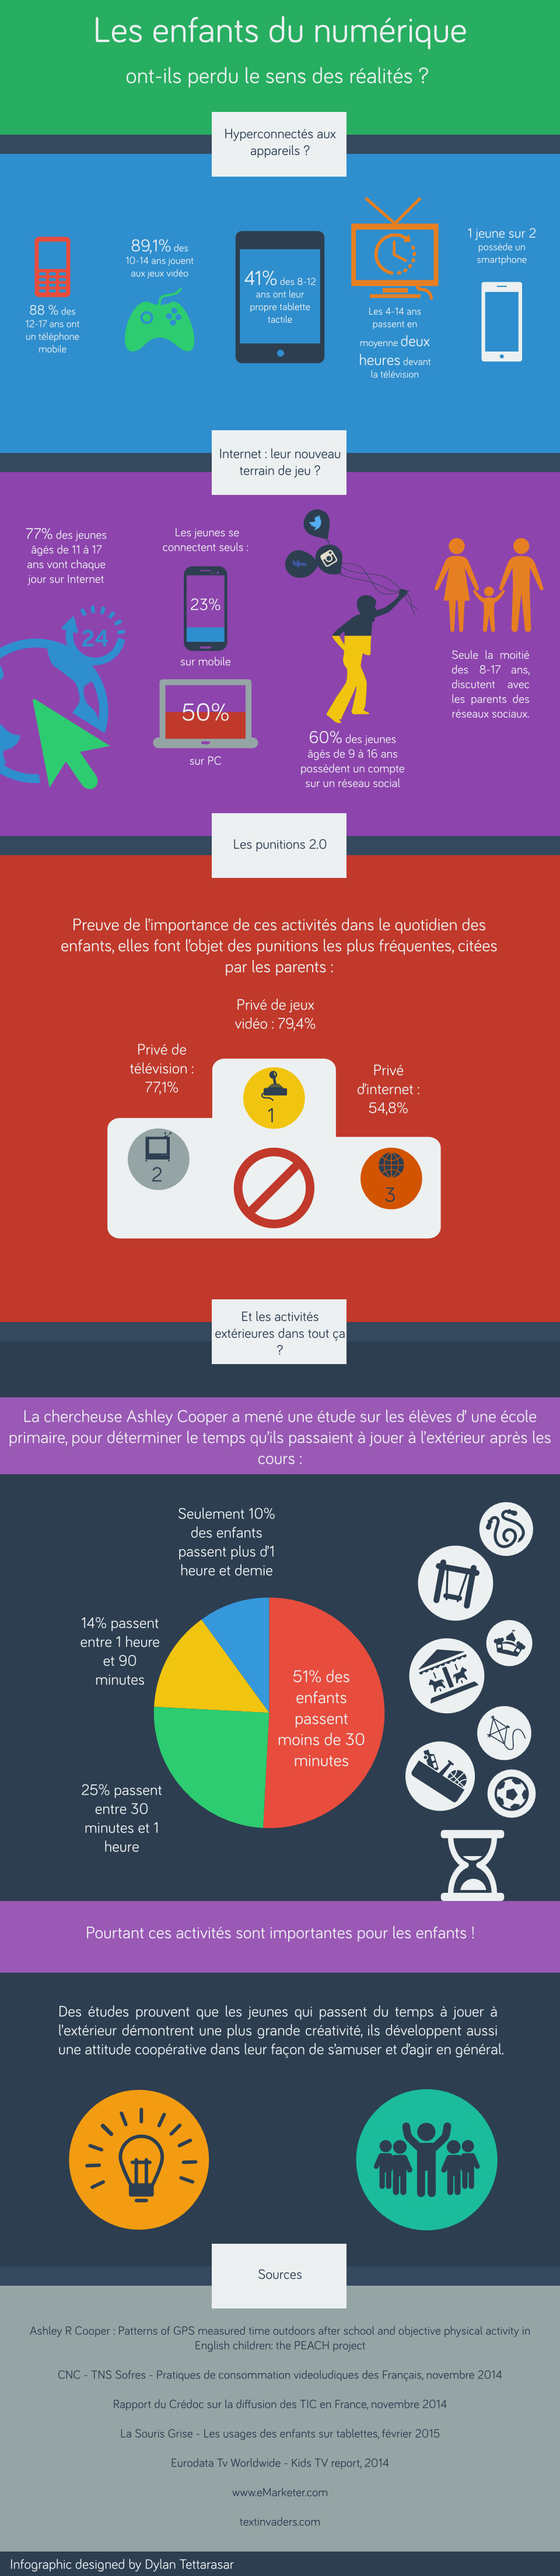 Les enfants du numérique
ont-ils perdu le sens des réalités ?
Hyperconnectés aux
appareils ?
88 % des
12-17 ans ont
un téléphone
mobile
89,1% des
10-14 ans jouent
aux jeux vidéo
41% des 8-12
ans ont leur
propre tablette
tactile
Les 4-14 ans
passent en
moyenne deux
heures devant
la télévision
1 jeune sur 2
possède un
smartphone
Internet : leur nouveau
terrain de jeu ?
77% des jeunes
âgés de 11 à 17
ans vont chaque
jour sur Internet
24
Les jeunes se
connectent seuls :
23%
sur mobile
50%
sur PC
60% des jeunes
âgés de 9 à 16 ans
possèdent un compte
sur un réseau social
Seule la moitié
des 8-17 ans,
discutent avec
les parents des
réseaux sociaux.
Les punitions 2.0
Preuve de l'importance de ces activités dans le quotidien des
enfants, elles font l'objet des punitions les plus fréquentes, citées
par les parents :
Privé de jeux
vidéo : 79,4%
Privé de
télévision :
77,1%
Privé
d'internet :
54,8%
1
2
3
Et les activités
extérieures dans tout ça
?
La chercheuse Ashley Cooper a mené une étude sur les élèves d' une école
primaire, pour déterminer le temps qu'ils passaient à jouer à l'extérieur après les
cours :
Seulement 10%
des enfants
passent plus d'1
heure et demie
14% passent
entre 1 heure
et 90
minutes
51% des
enfants
passent
moins de 30
minutes
25% passent
entre 30
minutes et 1
heure
Pourtant ces activités sont importantes pour les enfants !
Des études prouvent que les jeunes qui passent du temps à jouer à
l'extérieur démontrent une plus grande créativité, ils développent aussi
une attitude coopérative dans leur façon de s'amuser et d'agir en général.
Sources
Ashley R Cooper : Patterns of GPS measured time outdoors after school and objective physical activity in
English children: the PEACH project
CNC - TNS Sofres - Pratiques de consommation videoludiques des Français, novembre 2014
Rapport du Crédoc sur la diffusion des TIC en France, novembre 2014
La Souris Grise - Les usages des enfants sur tablettes, février 2015
Eurodata Tv Worldwide - Kids TV report, 2014
www.eMarketer.com
textinvaders.com
Infographic designed by Dylan Tettarasar